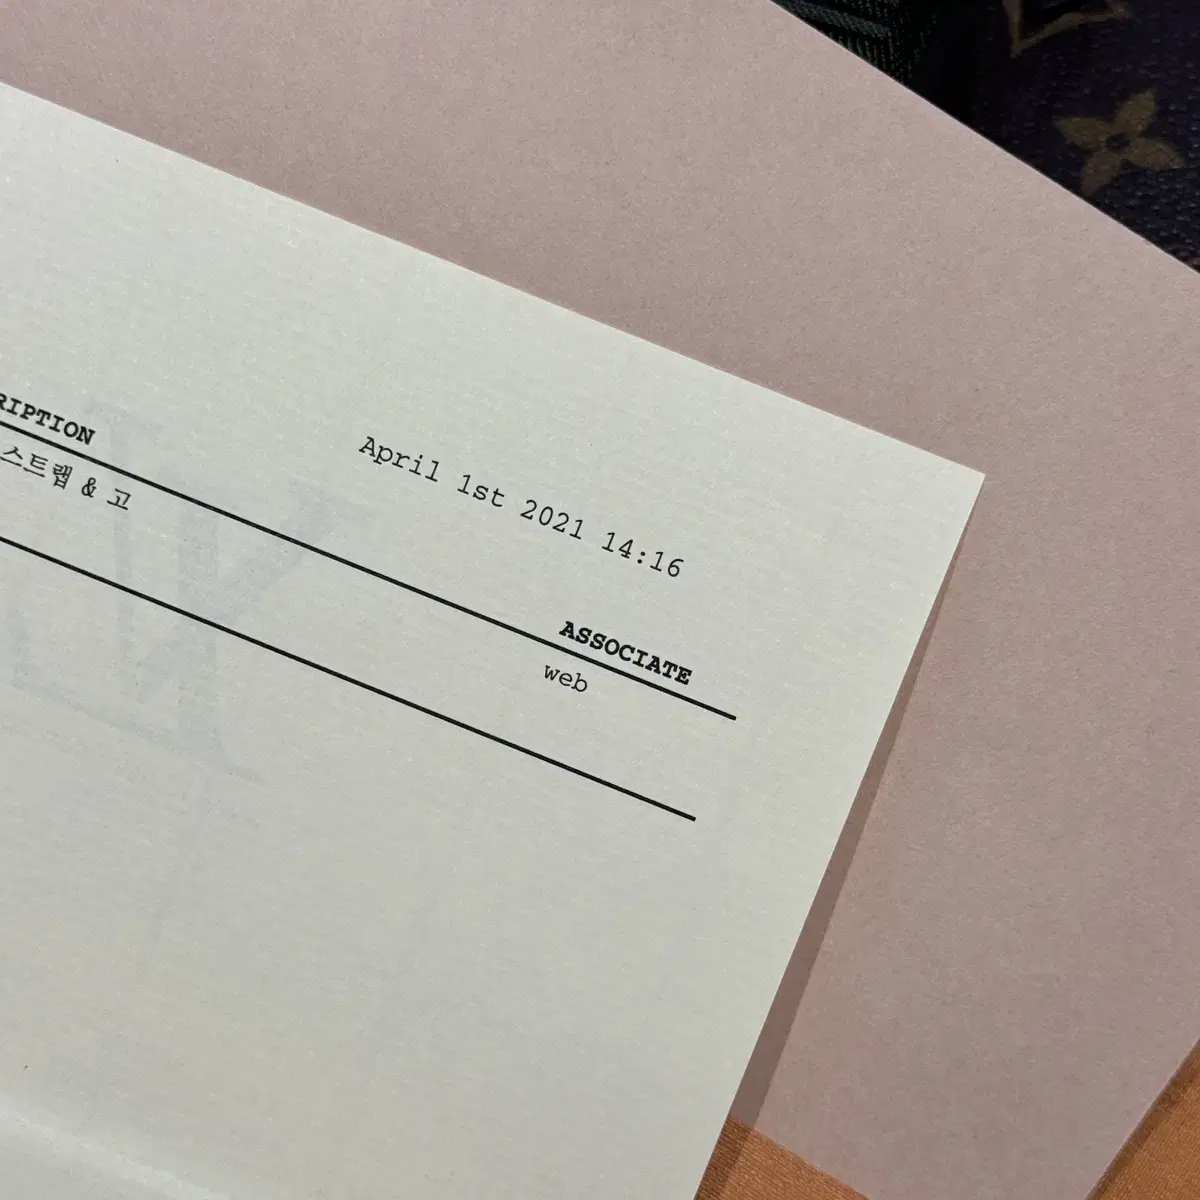 April 1st 2021 14:16
RIPTION ASSOCIATE
스트랩 & 고 web